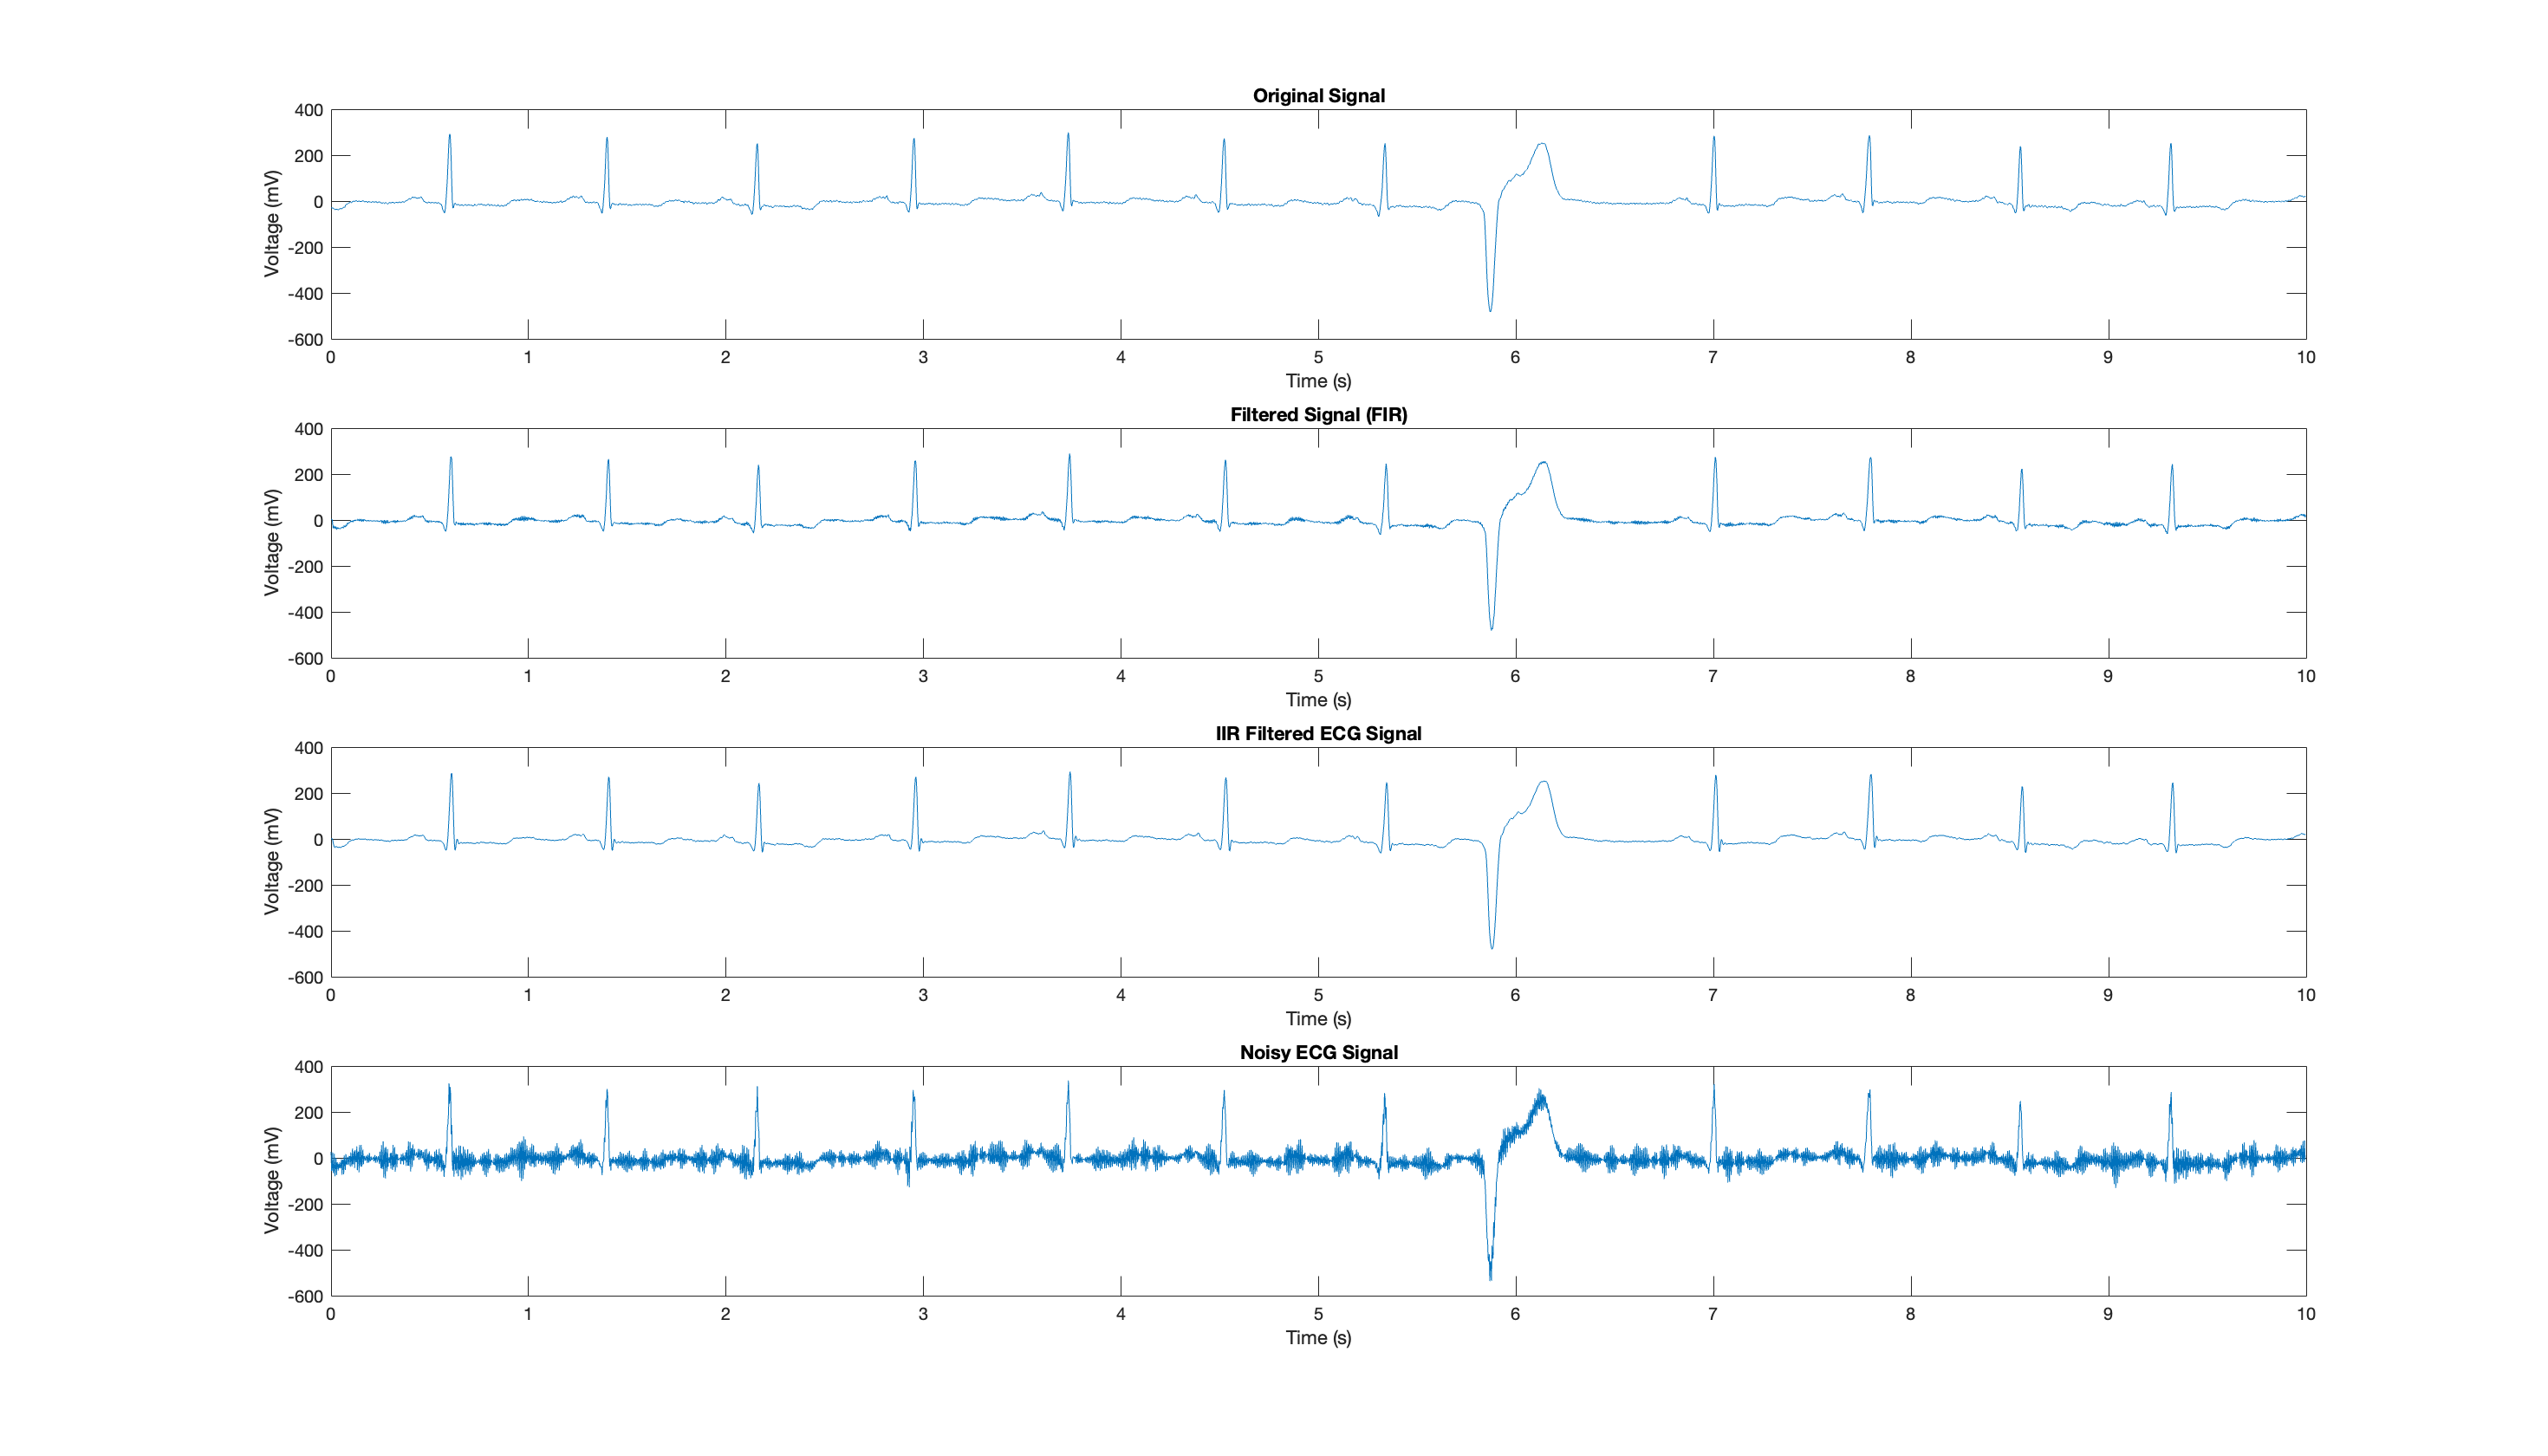 Original Signal
400
200
0
-200
-400
-600
Voltage (mV)
0 1 2 3 4 5 6 7 8 9 10
Time (s)
Filtered Signal (FIR)
400
200
0
-200
-400
-600
Voltage (mV)
0 1 2 3 4 5 6 7 8 9 10
Time (s)
IIR Filtered ECG Signal
400
200
0
-200
-400
-600
Voltage (mV)
0 1 2 3 4 5 6 7 8 9 10
Time (s)
Noisy ECG Signal
400
200
0
-200
-400
-600
Voltage (mV)
0 1 2 3 4 5 6 7 8 9 10
Time (s)